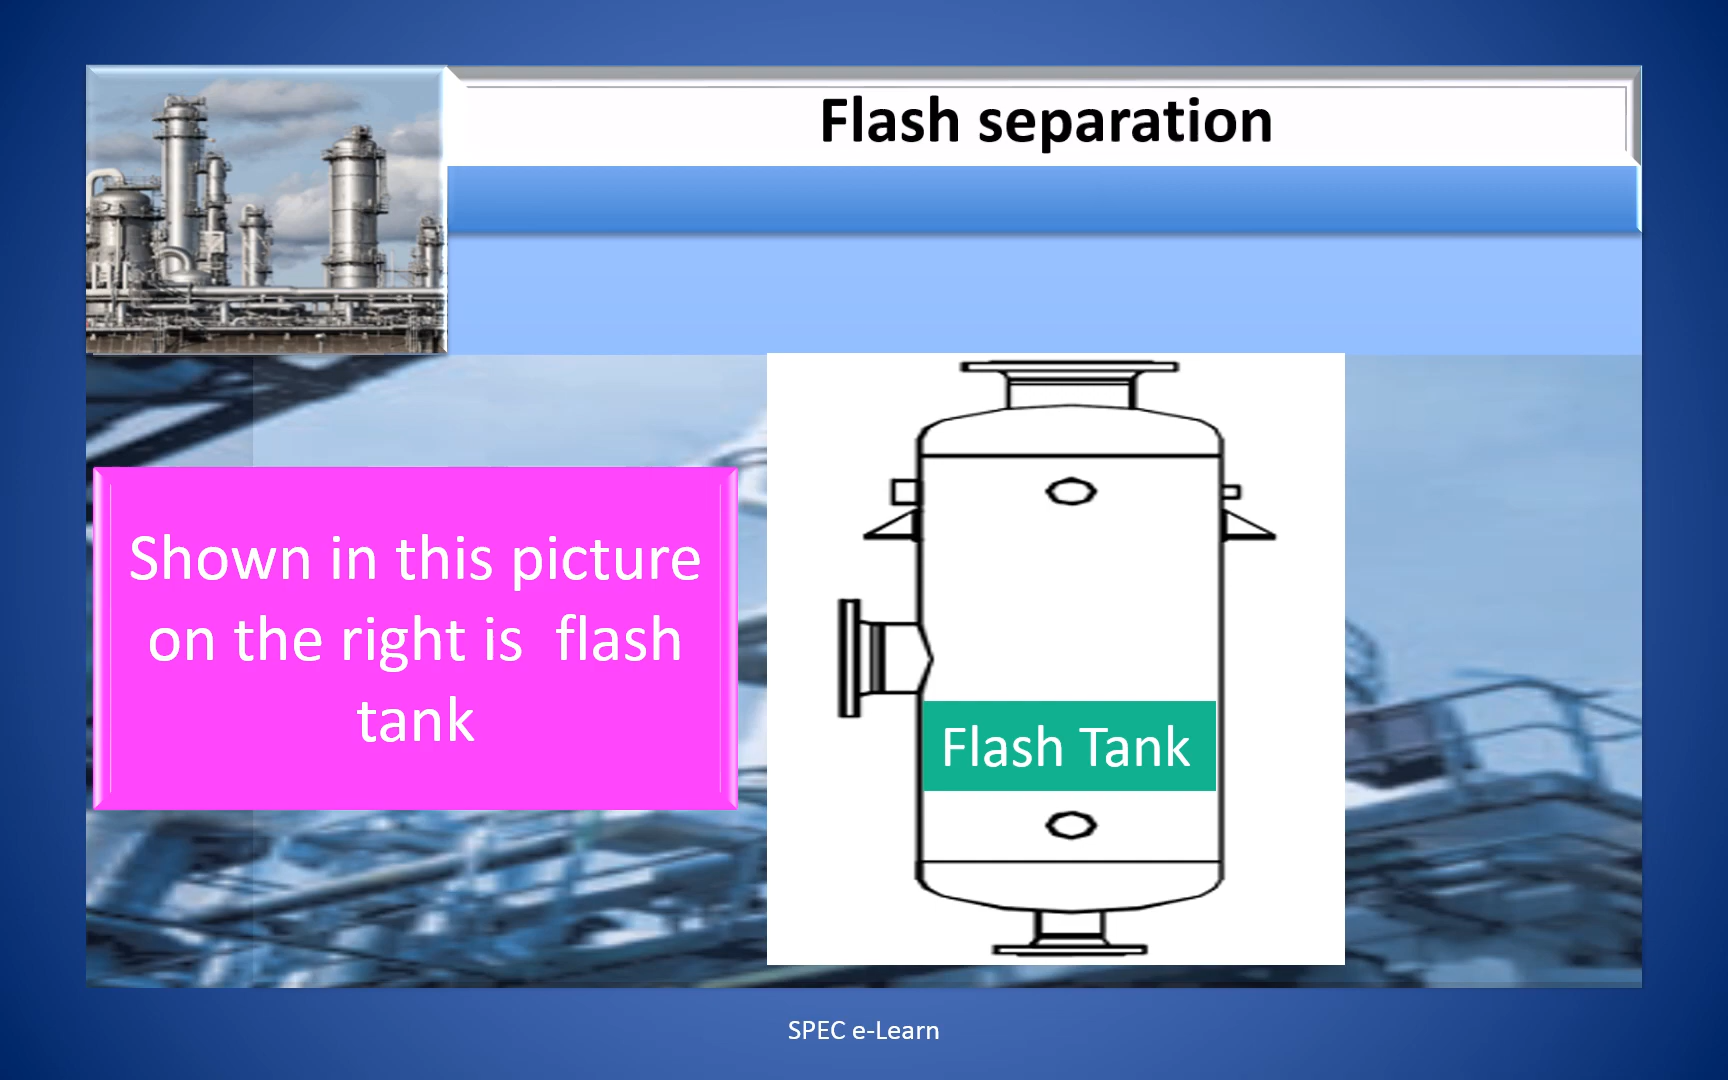 Flash separation
Shown in this picture
on the right is  flash
tank
Flash Tank
SPEC e-Learn